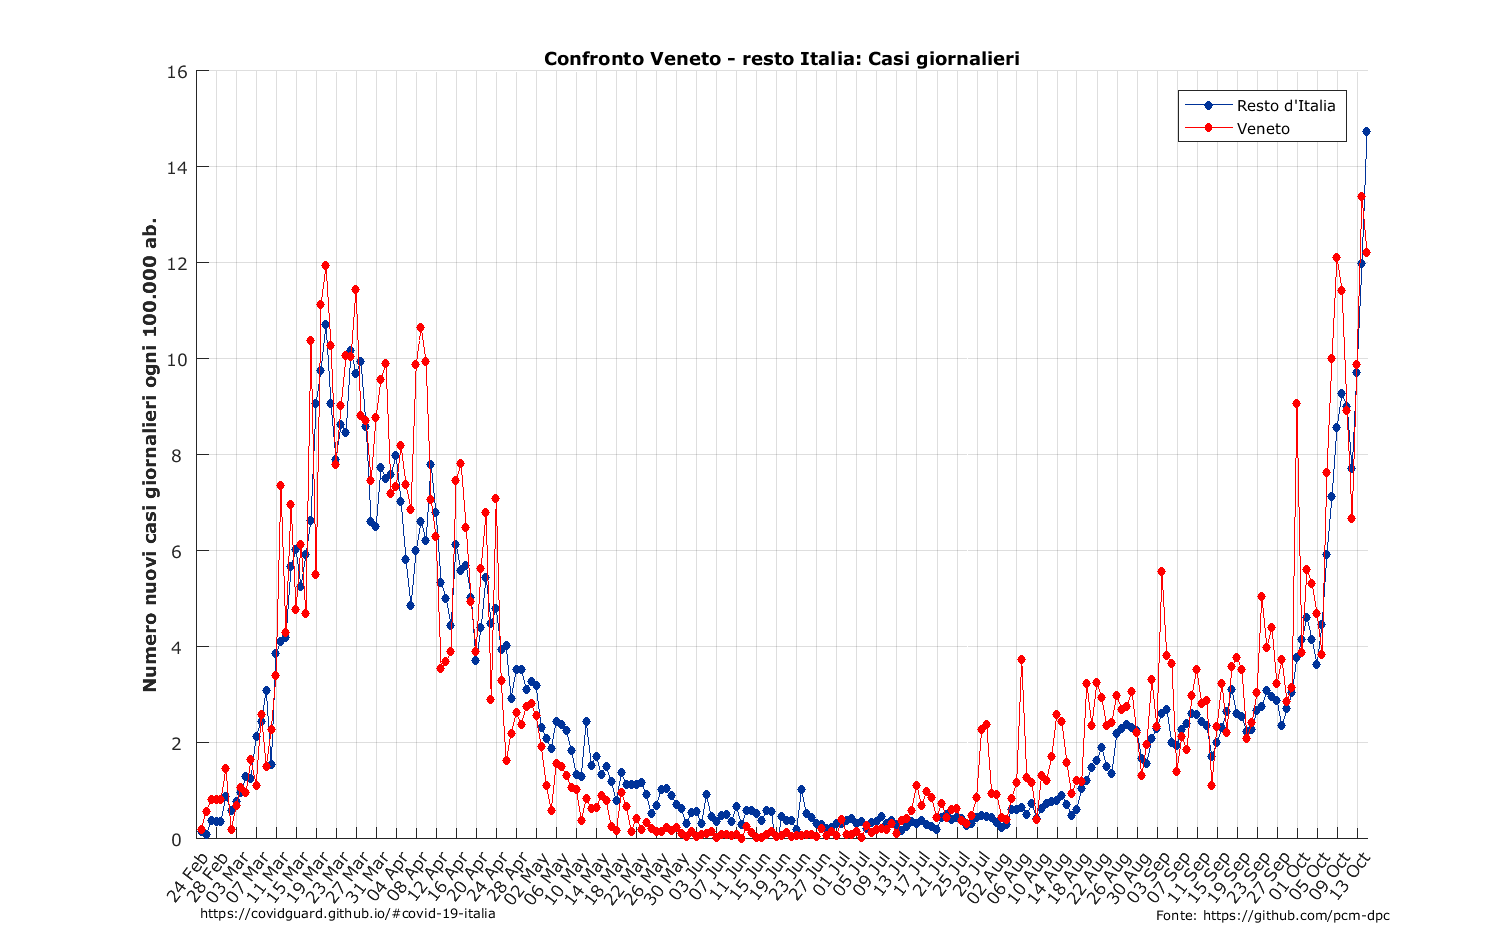 Confronto Veneto - resto Italia: Casi giornalieri
Numero nuovi casi giornalieri ogni 100.000 ab.
16
14
12
10
8
6
4
2
0
Resto d'Italia
Veneto
24 Feb
28 Feb
03 Mar
07 Mar
11 Mar
15 Mar
19 Mar
23 Mar
27 Mar
31 Mar
04 Apr
08 Apr
12 Apr
16 Apr
20 Apr
24 Apr
28 Apr
02 May
06 May
10 May
14 May
18 May
22 May
26 May
30 May
03 Jun
07 Jun
11 Jun
15 Jun
19 Jun
23 Jun
27 Jun
01 Jul
05 Jul
09 Jul
13 Jul
17 Jul
21 Jul
25 Jul
29 Jul
02 Aug
06 Aug
10 Aug
14 Aug
18 Aug
22 Aug
26 Aug
30 Aug
03 Sep
07 Sep
11 Sep
15 Sep
19 Sep
23 Sep
27 Sep
01 Oct
05 Oct
09 Oct
13 Oct
https://covidguard.github.io/#covid-19-italia
Fonte: https://github.com/pcm-dpc